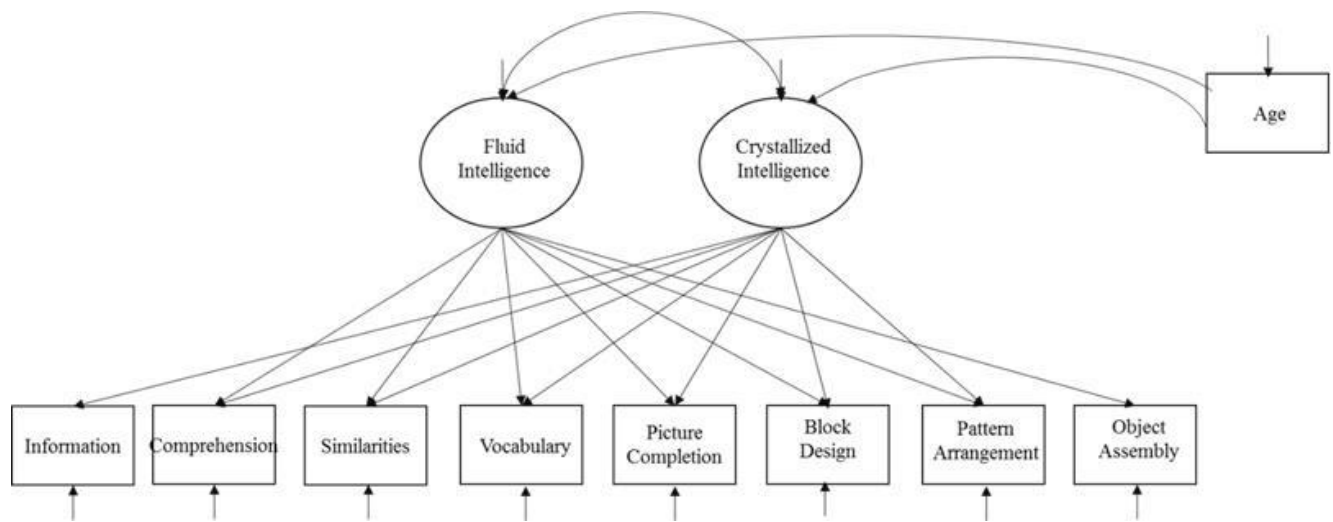 Fluid
Intelligence
Crystallized
Intelligence
Age
Information
Comprehension
Similarities
Vocabulary
Picture
Completion
Block
Design
Pattern
Arrangement
Object
Assembly